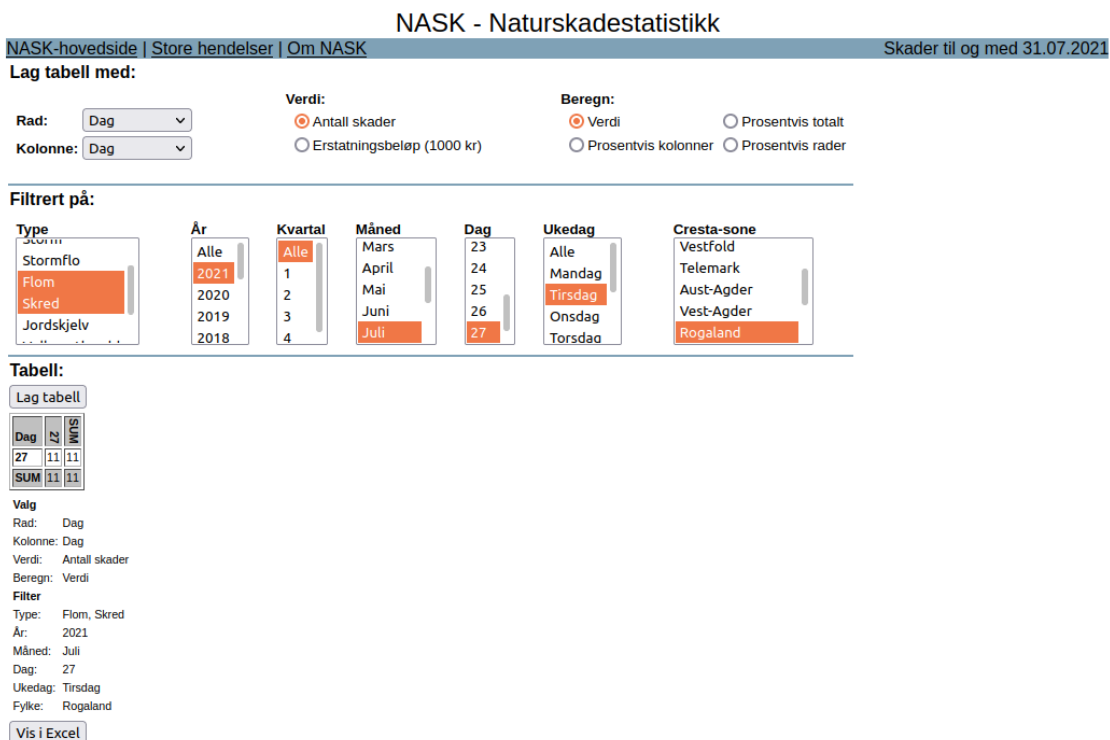 NASK - Naturskadestatistikk
NASK-hovedside | Store hendelser | Om NASK Skader til og med 31.07.2021
Lag tabell med:
Verdi: Beregn:
Rad: Dag Antall skader Verdi Prosentvis totalt
Kolonne: Dag Erstatningsbeløp (1000 kr) Prosentvis kolonner Prosentvis rader
Filtrert på:
Type År Kvartal Måned Dag Ukedag Cresta-sone
Storm Alle Alle Mars 23 Alle Vestfold
Stormflo 2021 1 April 24 Mandag Telemark
Flom 2020 2 Mai 25 Tirsdag Aust-Agder
Skred 2019 3 Juni 26 Onsdag Vest-Agder
Jordskjelv 2018 4 Juli 27 Torsdag Rogaland
Tabell:
Lag tabell
Dag 27 SUM
27 11 11
SUM 11 11
Valg
Rad: Dag
Kolonne: Dag
Verdi: Antall skader
Beregn: Verdi
Filter
Type: Flom, Skred
År: 2021
Måned: Juli
Dag: 27
Ukedag: Tirsdag
Fylke: Rogaland
Vis i Excel